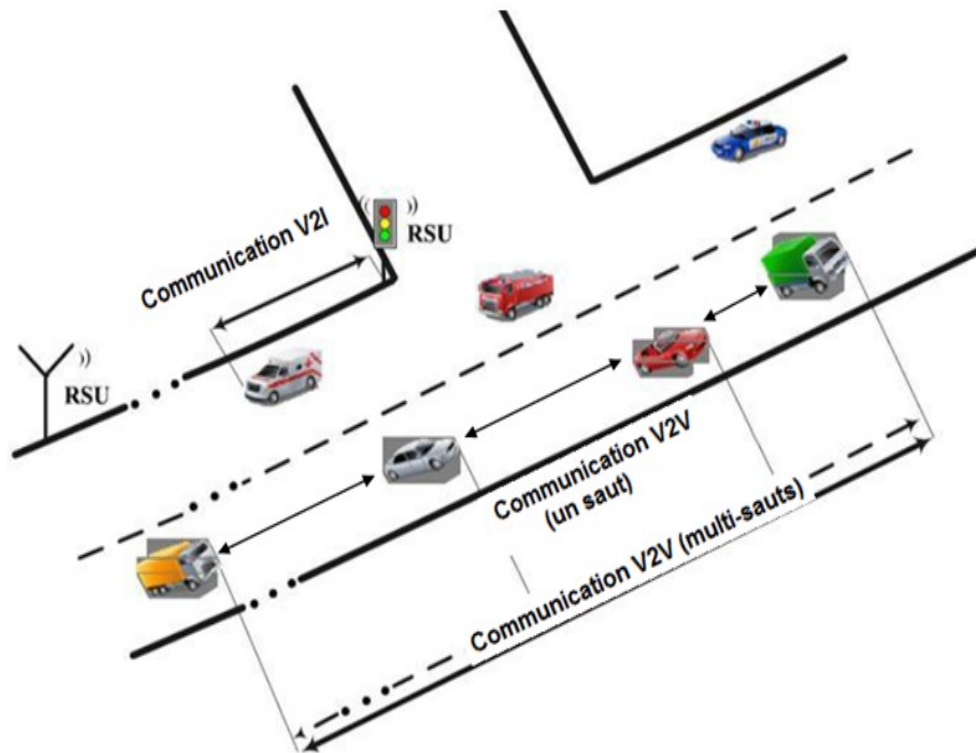 Communication V2I
RSU
RSU
Communication V2V
(un saut)
Communication V2V (multi-sauts)